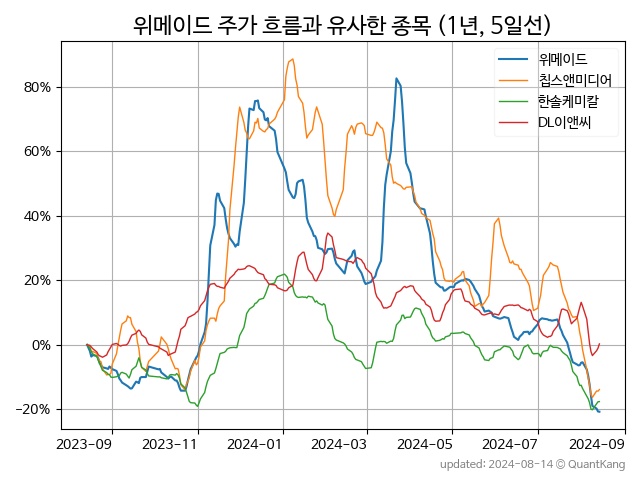 위메이드 주가 흐름과 유사한 종목 (1년, 5일선)
위메이드
칩스앤미디어
한솔케미칼
DL이앤씨
80%
60%
40%
20%
0%
−20%
2023-09 2023-11 2024-01 2024-03 2024-05 2024-07 2024-09
updated: 2024-08-14 © QuantKang